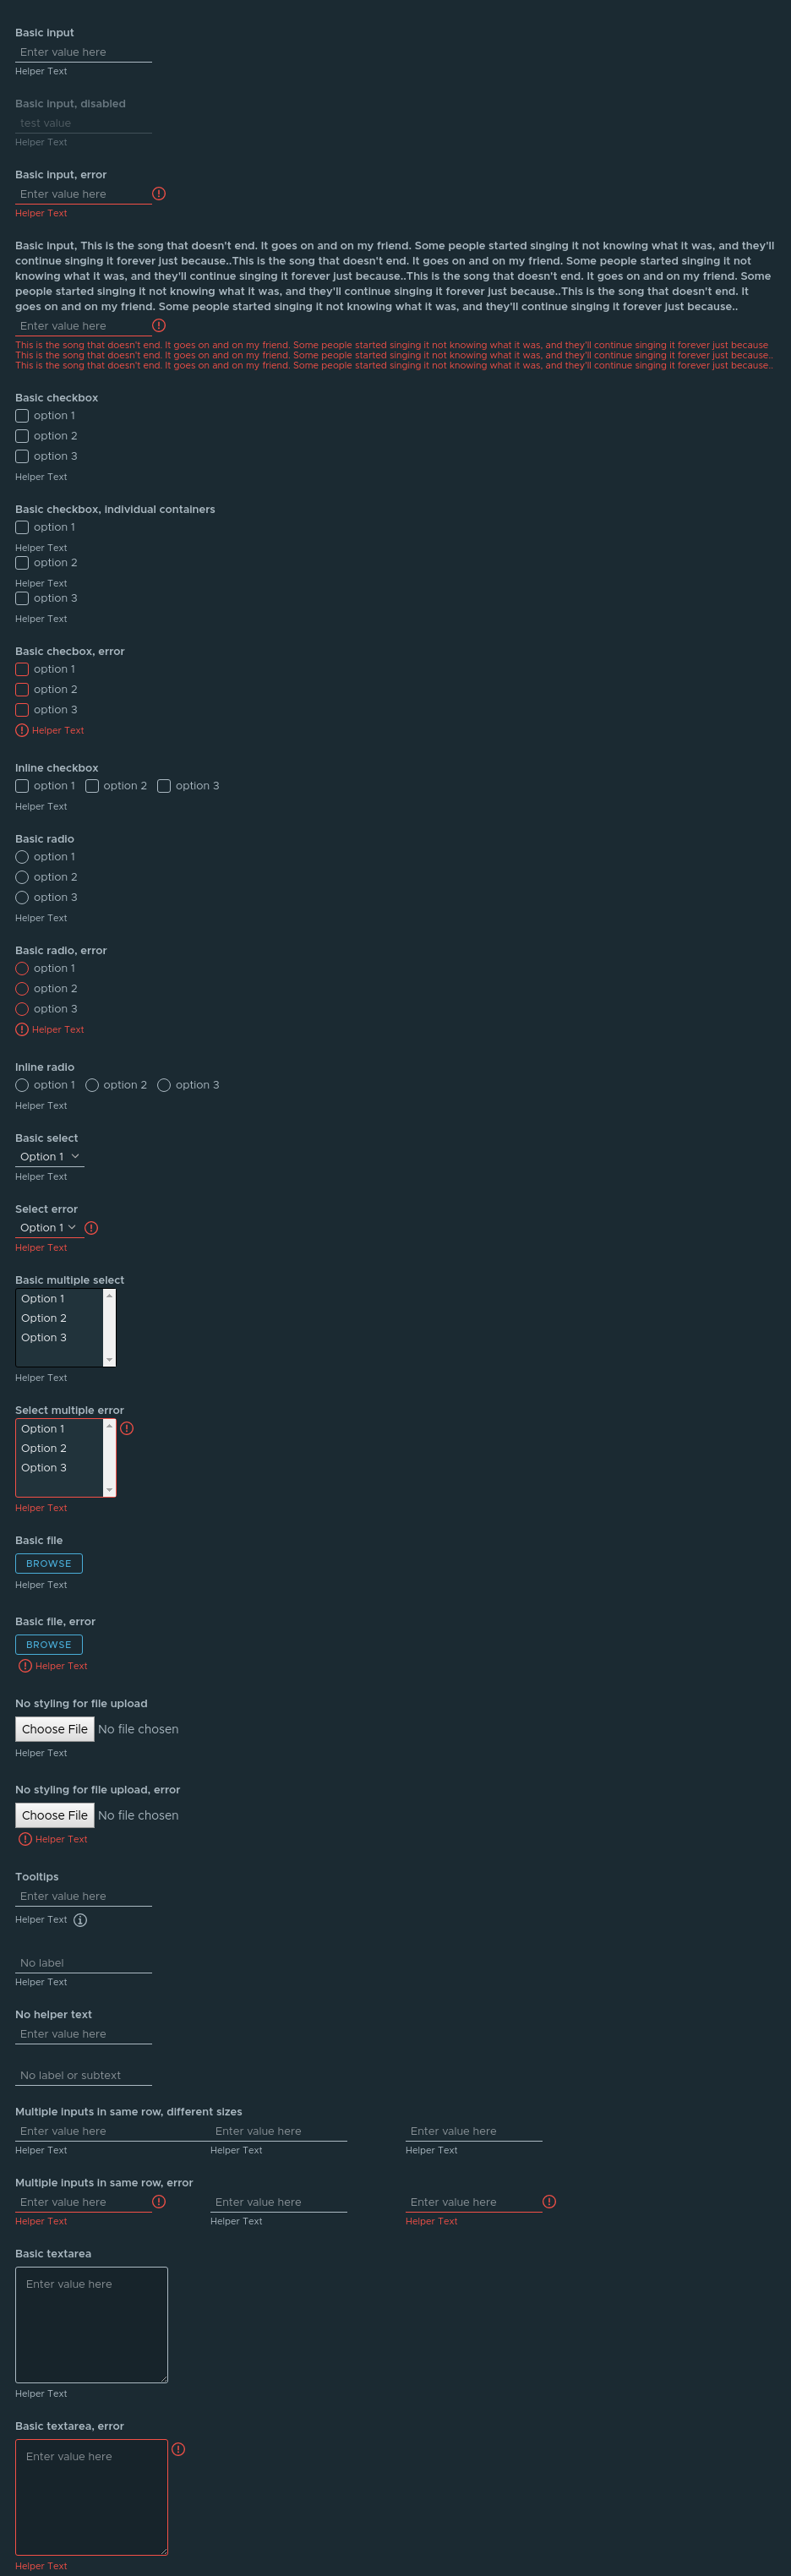 Basic input
Enter value here
Helper Text
Basic input, disabled
test value
Helper Text
Basic input, error
Enter value here
Helper Text
Basic input, This is the song that doesn't end. It goes on and on my friend. Some people started singing it not knowing what it was, and they'll
continue singing it forever just because..This is the song that doesn't end. It goes on and on my friend. Some people started singing it not
knowing what it was, and they'll continue singing it forever just because..This is the song that doesn't end. It goes on and on my friend. Some
people started singing it not knowing what it was, and they'll continue singing it forever just because..This is the song that doesn't end. It
goes on and on my friend. Some people started singing it not knowing what it was, and they'll continue singing it forever just because..
Enter value here
This is the song that doesn't end. It goes on and on my friend. Some people started singing it not knowing what it was, and they'll continue singing it forever just because
This is the song that doesn't end. It goes on and on my friend. Some people started singing it not knowing what it was, and they'll continue singing it forever just because..
This is the song that doesn't end. It goes on and on my friend. Some people started singing it not knowing what it was, and they'll continue singing it forever just because..
Basic checkbox
option 1
option 2
option 3
Helper Text
Basic checkbox, individual containers
option 1
Helper Text
option 2
Helper Text
option 3
Helper Text
Basic checbox, error
option 1
option 2
option 3
Helper Text
Inline checkbox
option 1 option 2 option 3
Helper Text
Basic radio
option 1
option 2
option 3
Helper Text
Basic radio, error
option 1
option 2
option 3
Helper Text
Inline radio
option 1 option 2 option 3
Helper Text
Basic select
Option 1
Helper Text
Select error
Option 1
Helper Text
Basic multiple select
Option 1
Option 2
Option 3
Helper Text
Select multiple error
Option 1
Option 2
Option 3
Helper Text
Basic file
BROWSE
Helper Text
Basic file, error
BROWSE
Helper Text
No styling for file upload
Choose File No file chosen
Helper Text
No styling for file upload, error
Choose File No file chosen
Helper Text
Tooltips
Enter value here
Helper Text
No label
Helper Text
No helper text
Enter value here
No label or subtext
Multiple inputs in same row, different sizes
Enter value here Enter value here Enter value here
Helper Text Helper Text Helper Text
Multiple inputs in same row, error
Enter value here Enter value here Enter value here
Helper Text Helper Text Helper Text
Basic textarea
Enter value here
Helper Text
Basic textarea, error
Enter value here
Helper Text